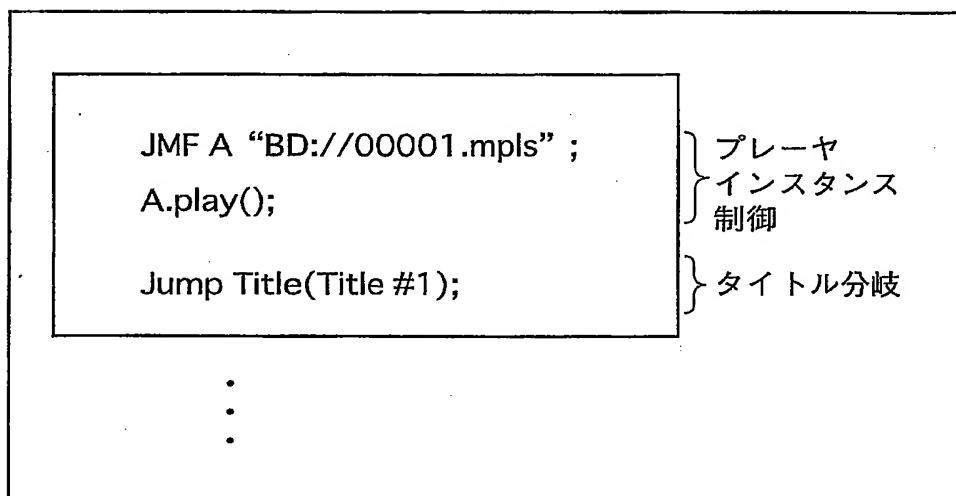 JMF A “BD://00001.mpls” ;
A.play();
プレーヤ
インスタンス
制御
Jump Title(Title #1);
タイトル分岐